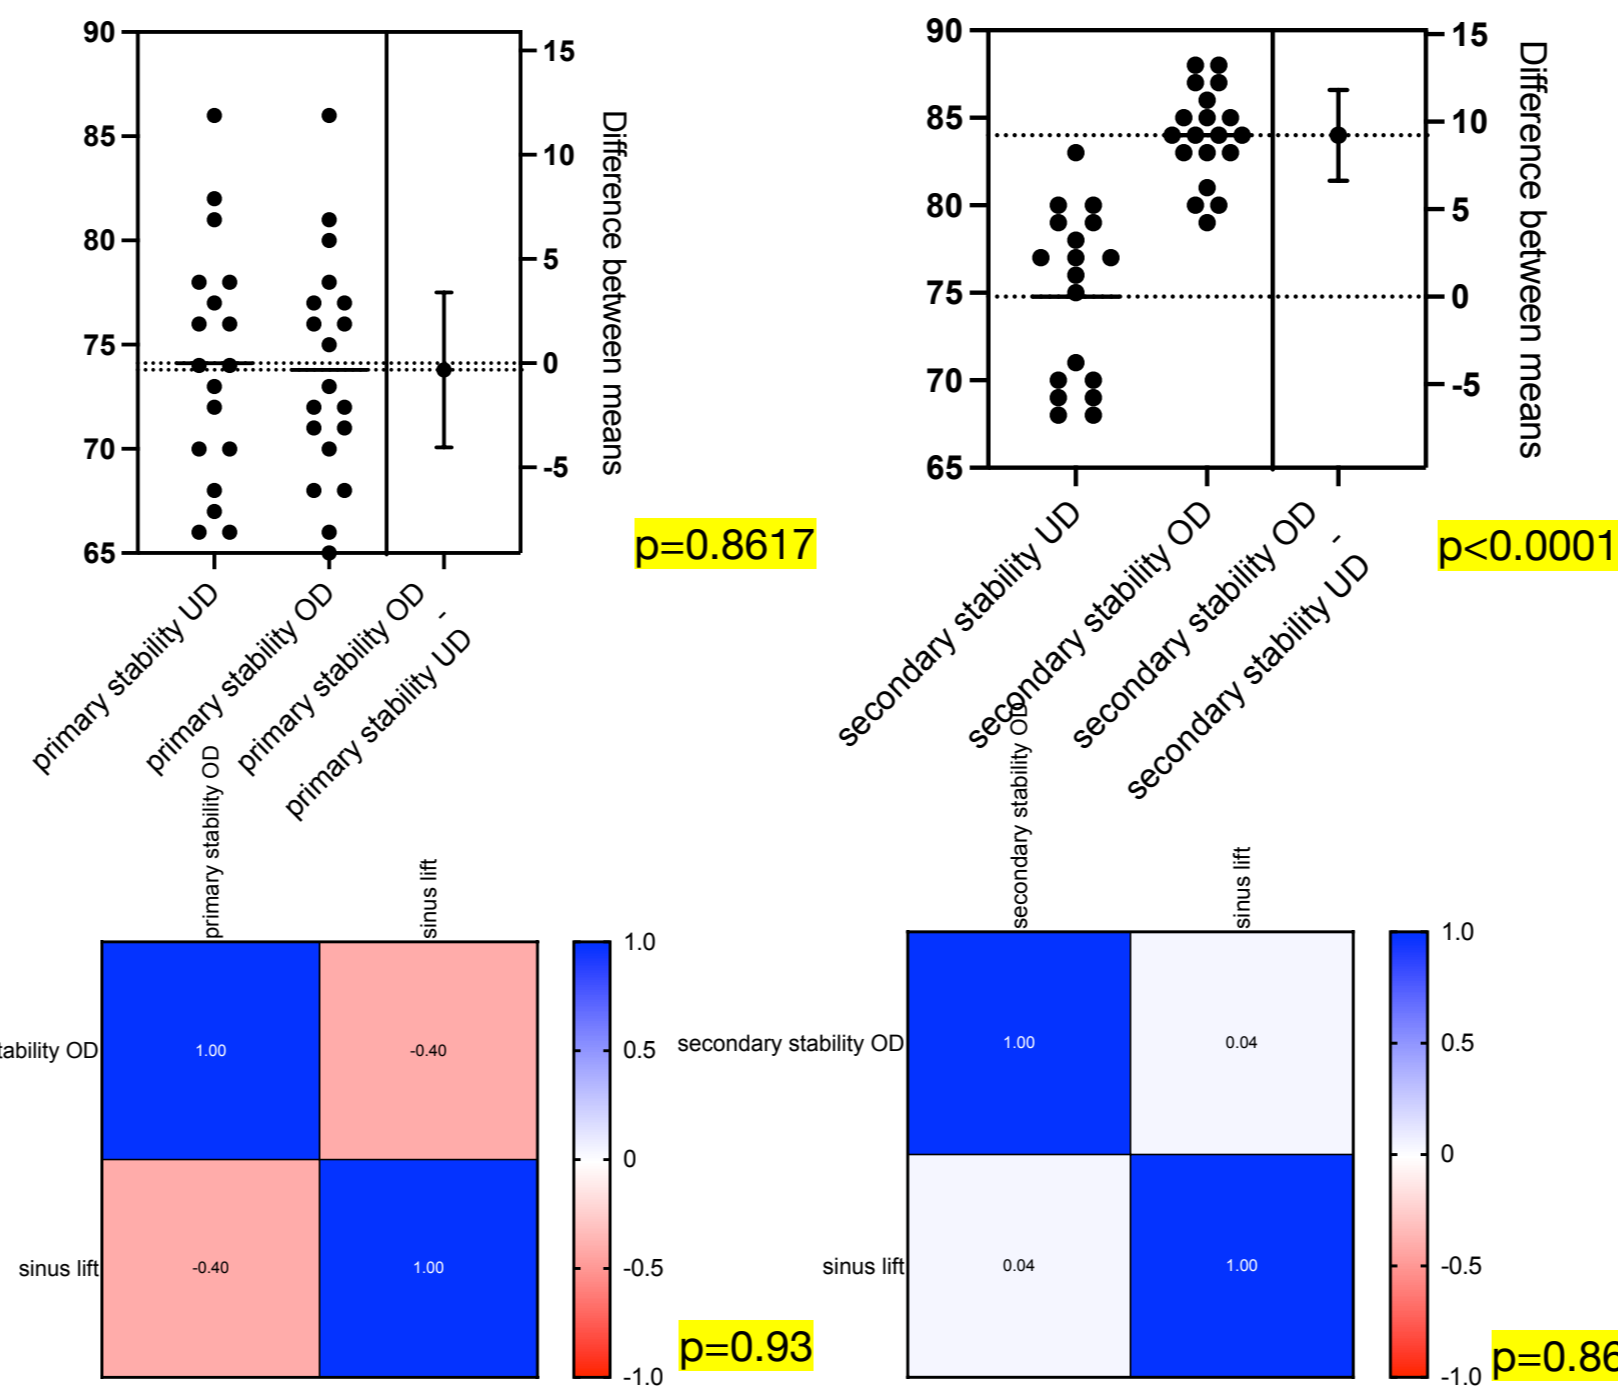 90
85
80
75
70
65
15
10
5
0
-5
Difference between means
primary stability UD
primary stability OD
primary stability OD
-
primary stability UD
p=0.8617
90
85
80
75
70
65
15
10
5
0
-5
Difference between means
secondary stability UD
secondary stability OD
secondary stability OD
-
secondary stability UD
p<0.0001
primary stability OD
sinus lift
tability OD
sinus lift
1.00
-0.40
-0.40
1.00
1.0
0.5
0
-0.5
-1.0
p=0.93
secondary stability OD
sinus lift
secondary stability OD
sinus lift
1.00
0.04
0.04
1.00
1.0
0.5
0
-0.5
-1.0
p=0.86